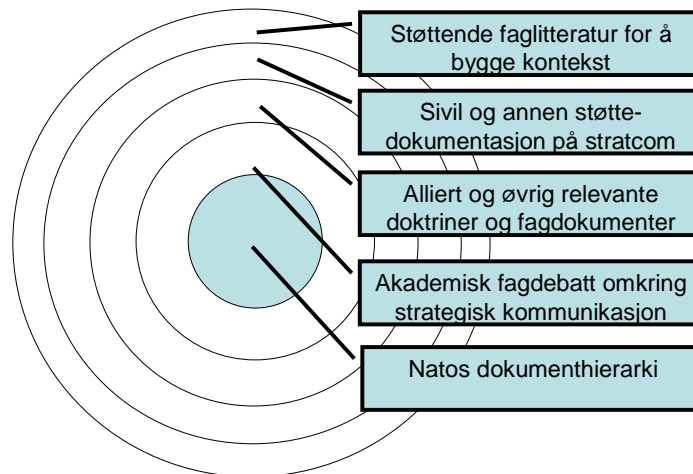 Støttende faglitteratur for å
bygge kontekst
Sivil og annen støtte-
dokumentasjon på stratcom
Alliert og øvrig relevante
doktriner og fagdokumenter
Akademisk fagdebatt omkring
strategisk kommunikasjon
Natos dokumenthierarki